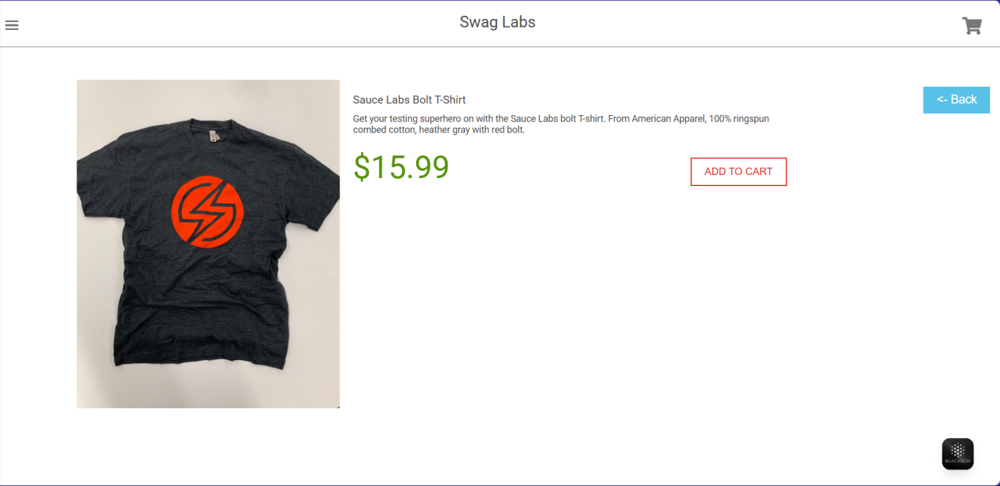 Swag Labs
Sauce Labs Bolt T-Shirt
<- Back
Get your testing superhero on with the Sauce Labs bolt T-shirt. From American Apparel, 100% ringspun
combed cotton, heather gray with red bolt.
$15.99
ADD TO CART
BLACKBOX